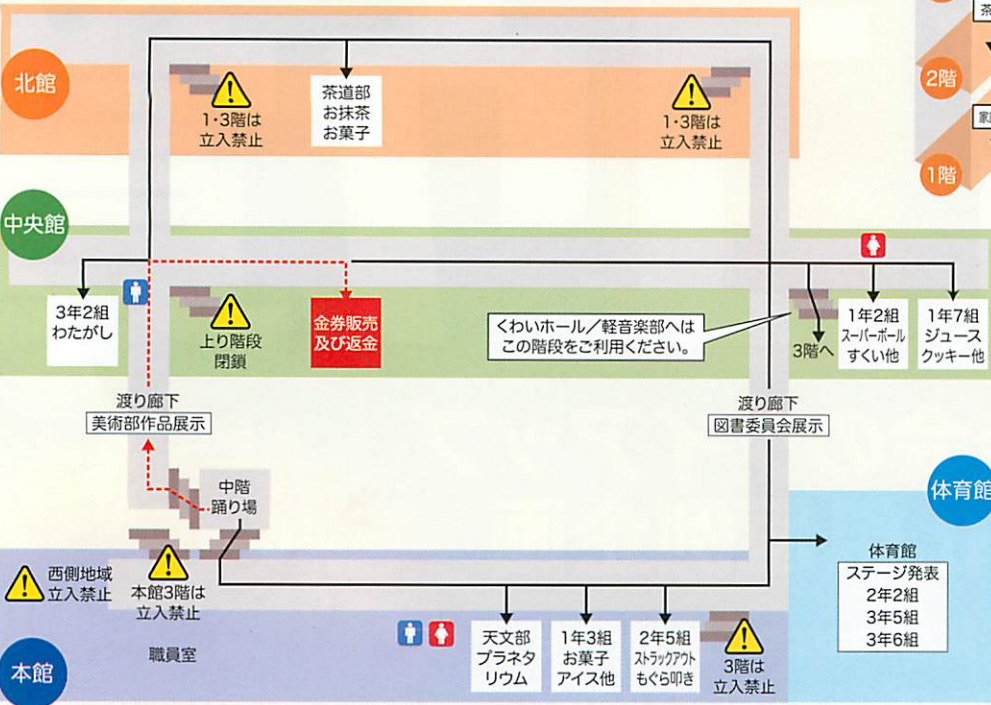 北館
1・3階は
立入禁止
茶道部
お抹茶
お菓子
1・3階は
立入禁止
2階
1階
中央館
3年2組
わたがし
上り階段
閉鎖
金券販売
及び返金
くわいホール／軽音楽部へは
この階段をご利用ください。
3階へ
1年2組
スーパーボール
すくい他
1年7組
ジュース
クッキー他
渡り廊下
美術部作品展示
渡り廊下
図書委員会展示
中階
踊り場
体育館
西側地域
立入禁止
本館3階は
立入禁止
体育館
ステージ発表
2年2組
3年5組
3年6組
本館
職員室
天文部
プラネタ
リウム
1年3組
お菓子
アイス他
2年5組
ストラックアウト
もぐら叩き
3階は
立入禁止